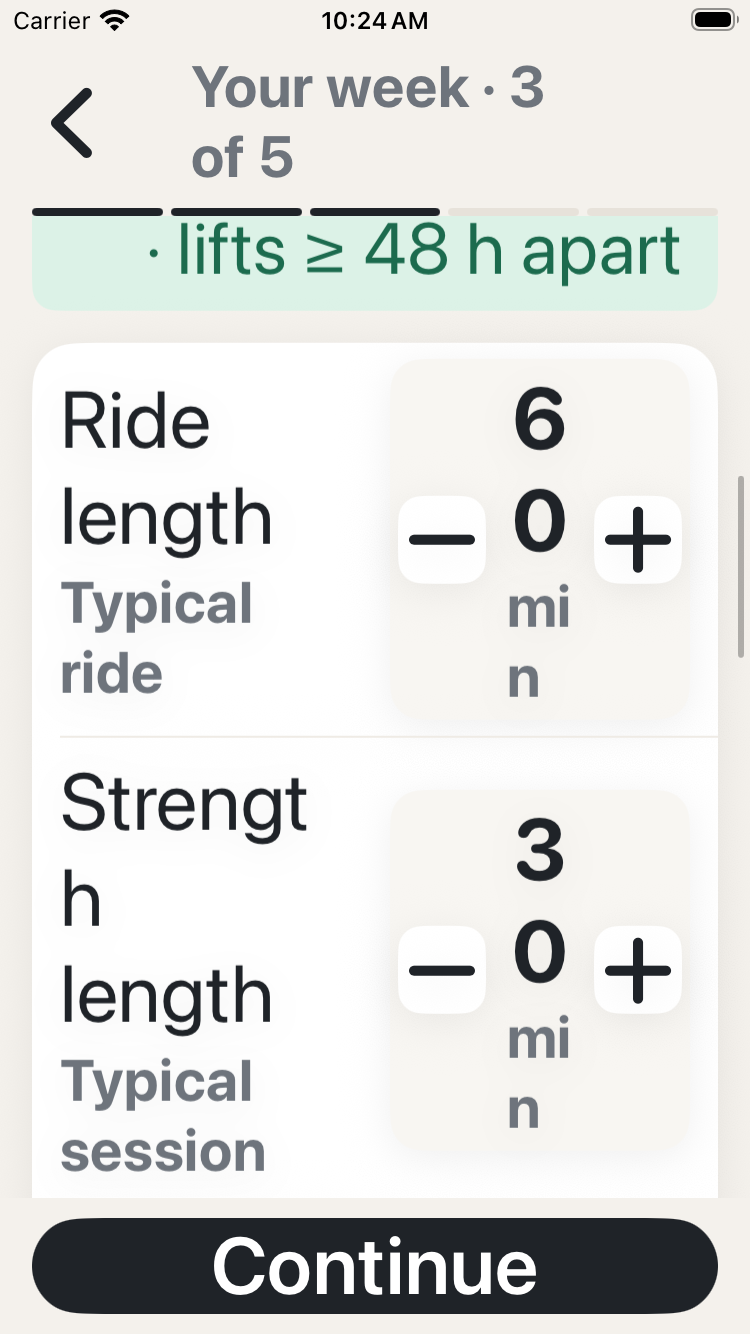 Carrier
10:24 AM
Your week · 3
of 5
· lifts ≥ 48 h apart
Ride
length
Typical
ride
6
0
mi
n
Strengt
h
length
Typical
session
3
0
mi
n
Continue